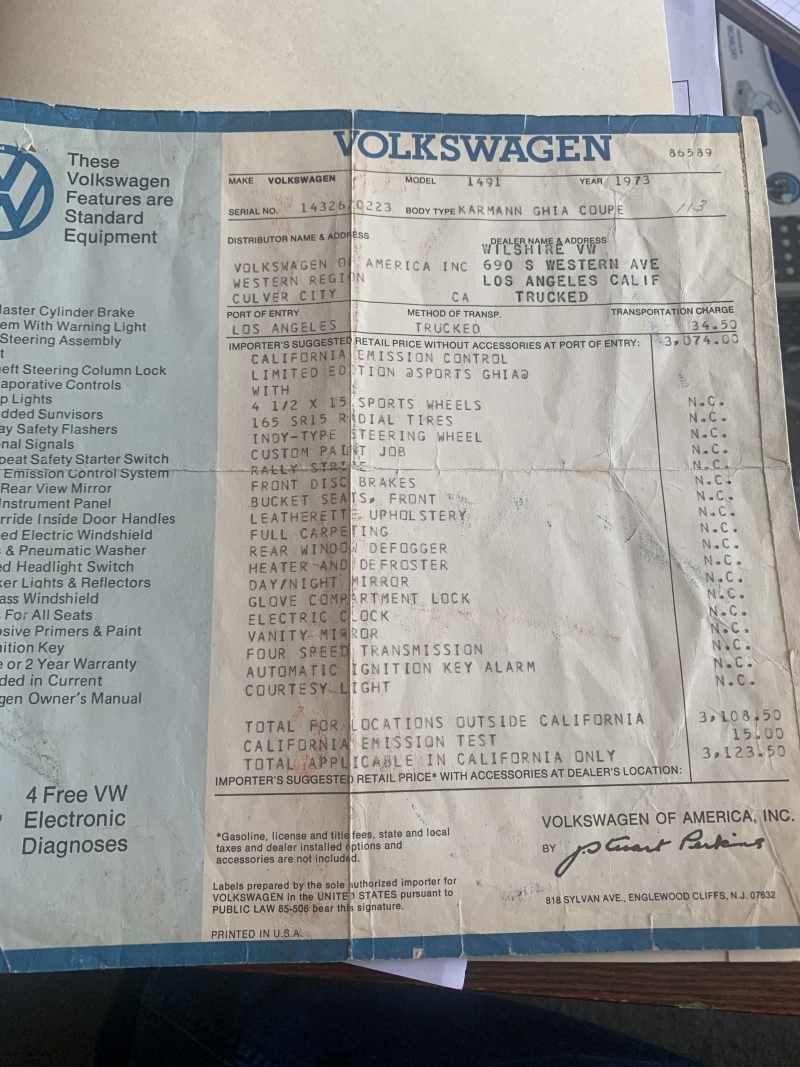 These
Volkswagen
Features are
Standard
Equipment
aster Cylinder Brake
em With Warning Light
Steering Assembly
t
eft Steering Column Lock
aporative Controls
p Lights
dded Sunvisors
ay Safety Flashers
nal Signals
peat Safety Starter Switch
Emission Control System
Rear View Mirror
nstrument Panel
rride Inside Door Handles
ed Electric Windshield
& Pneumatic Washer
ed Headlight Switch
ker Lights & Reflectors
ass Windshield
For All Seats
osive Primers & Paint
nition Key
e or 2 Year Warranty
ded in Current
gen Owner's Manual
4 Free VW
Electronic
Diagnoses
VOLKSWAGEN
86589
MAKE VOLKSWAGEN MODEL 1491 YEAR 1973
SERIAL NO. 1432620223 BODY TYPE KARMANN GHIA COUPE 113
DISTRIBUTOR NAME & ADDRESS DEALER NAME & ADDRESS
WILSHIRE VW
VOLKSWAGEN OF AMERICA INC 690 S WESTERN AVE
WESTERN REGION LOS ANGELES CALIF
CULVER CITY CA TRUCKED
PORT OF ENTRY METHOD OF TRANSP. TRANSPORTATION CHARGE
LOS ANGELES TRUCKED 34.50
IMPORTER'S SUGGESTED RETAIL PRICE WITHOUT ACCESSORIES AT PORT OF ENTRY: 3,074.00
CALIFORNIA EMISSION CONTROL
LIMITED EDITION @SPORTS GHIA@
WITH
4 1/2 X 15 SPORTS WHEELS N.C.
165 SR15 RADIAL TIRES N.C.
INDY-TYPE STEERING WHEEL N.C.
CUSTOM PAINT JOB N.C.
RALLY STRIPE N.C.
FRONT DISC BRAKES N.C.
BUCKET SEATS, FRONT N.C.
LEATHERETTE UPHOLSTERY N.C.
FULL CARPETING N.C.
REAR WINDOW DEFOGGER N.C.
HEATER AND DEFROSTER N.C.
DAY/NIGHT MIRROR N.C.
GLOVE COMPARTMENT LOCK N.C.
ELECTRIC CLOCK N.C.
VANITY MIRROR N.C.
FOUR SPEED TRANSMISSION N.C.
AUTOMATIC IGNITION KEY ALARM N.C.
COURTESY LIGHT N.C.
TOTAL FOR LOCATIONS OUTSIDE CALIFORNIA 3,108.50
CALIFORNIA EMISSION TEST 15.00
TOTAL APPLICABLE IN CALIFORNIA ONLY 3,123.50
IMPORTER'S SUGGESTED RETAIL PRICE* WITH ACCESSORIES AT DEALER'S LOCATION:
*Gasoline, license and title fees, state and local
taxes and dealer installed options and
accessories are not included.
Labels prepared by the sole authorized importer for
VOLKSWAGEN in the UNITED STATES pursuant to
PUBLIC LAW 85-506 bear this signature.
PRINTED IN U.S.A.
VOLKSWAGEN OF AMERICA, INC.
BY J Stuart Perkins
818 SYLVAN AVE., ENGLEWOOD CLIFFS, N.J. 07632